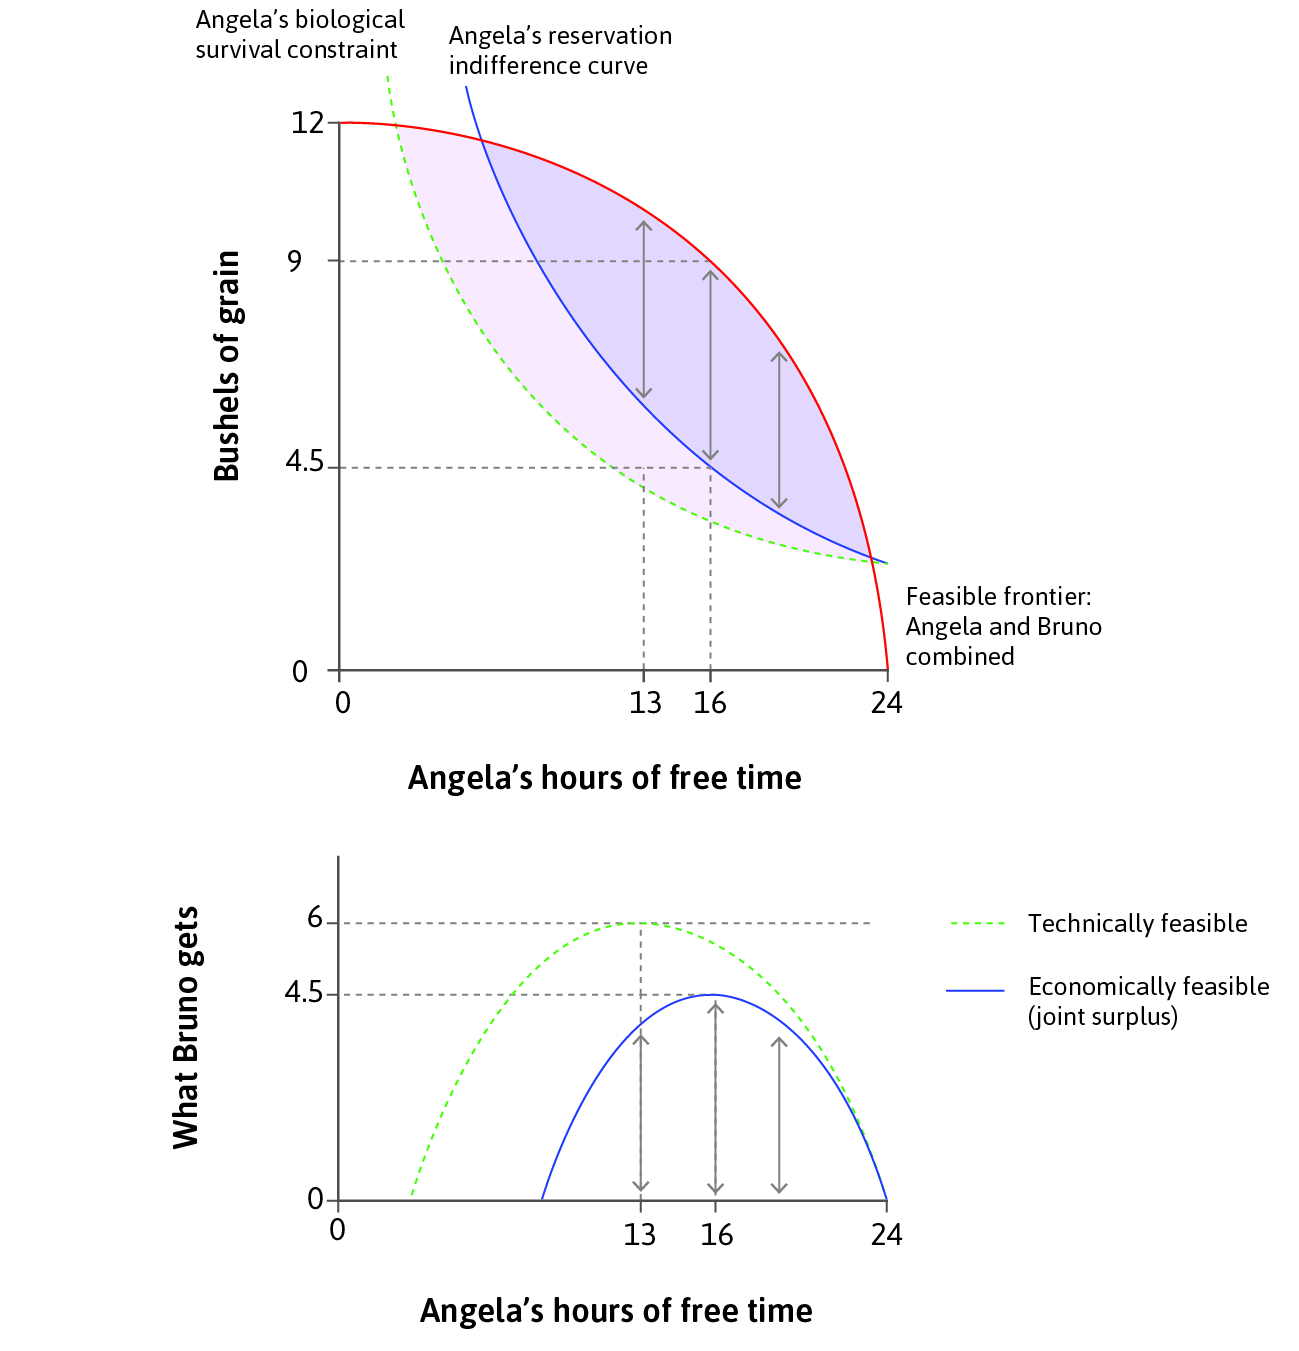 Angela’s biological
survival constraint
Angela’s reservation
indifference curve
12
9
4.5
0
Bushels of grain
0
13
16
24
Feasible frontier:
Angela and Bruno
combined
Angela’s hours of free time
6
4.5
0
What Bruno gets
0
13
16
24
Technically feasible
Economically feasible
(joint surplus)
Angela’s hours of free time